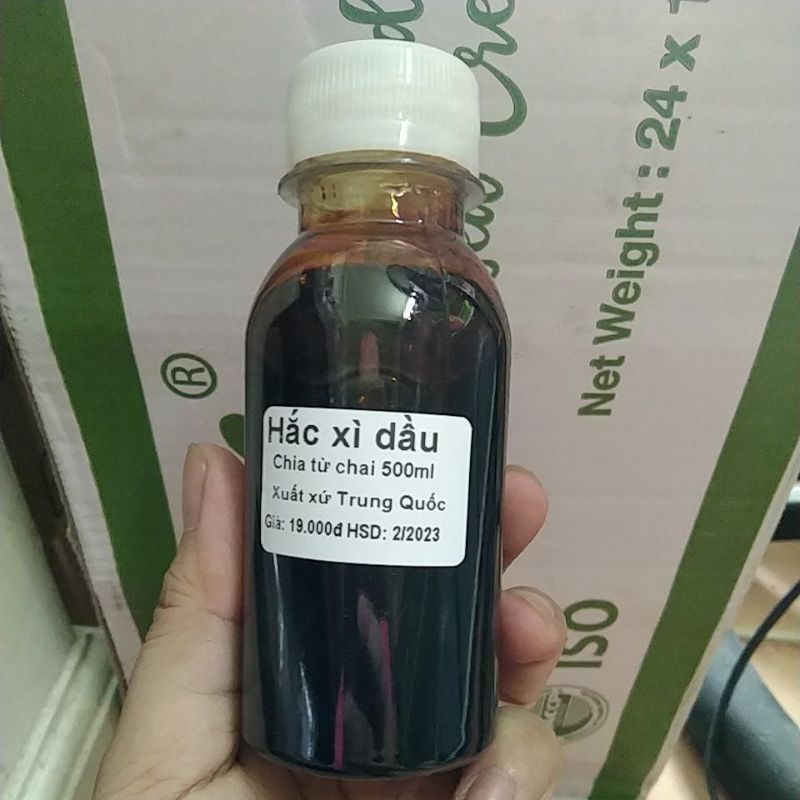 Hắc xì dầu
Chia từ chai 500ml
Xuất xứ Trung Quốc
Giá: 19.000đ HSD: 2/2023
Net Weight : 24 x 1
ISO
®